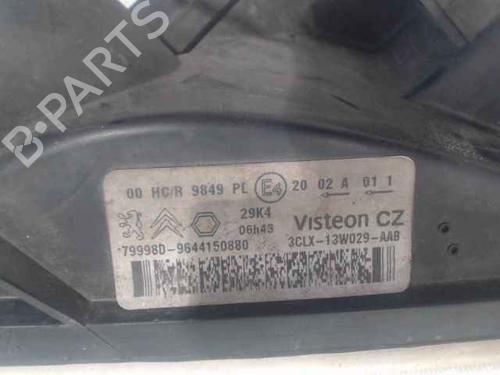 B-PARTS
00 HC/R 9849 PL E4 20 02 A 01 1
29K4
06h43
Visteon CZ
79998D-9644150880
3CLX-13W029-AAB